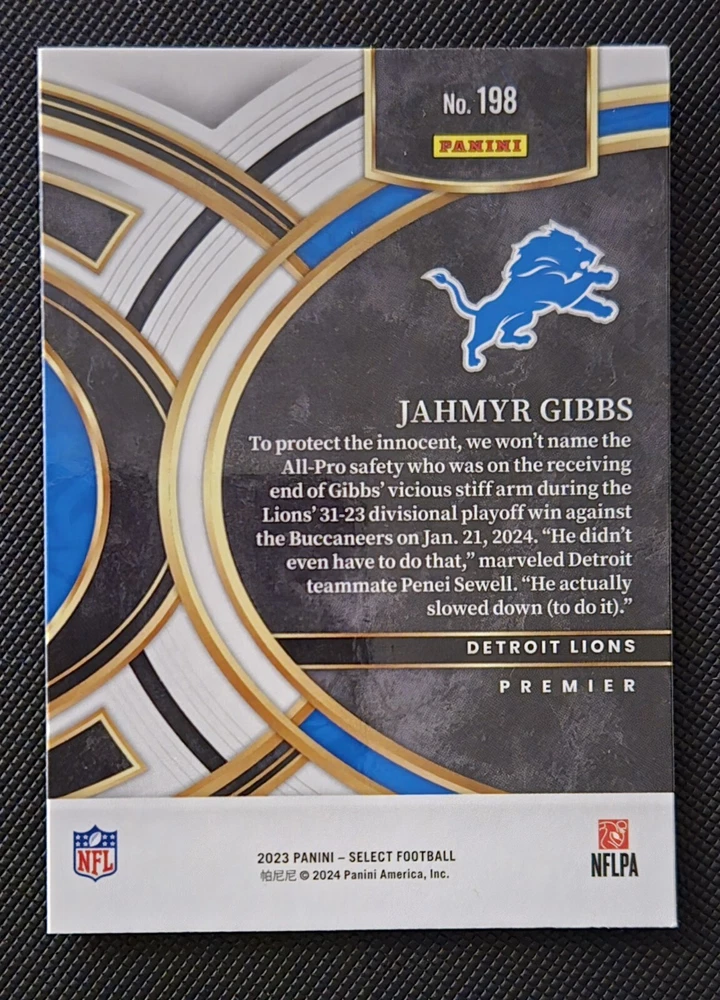 No. 198
PANINI
JAHMYR GIBBS
To protect the innocent, we won't name the
All-Pro safety who was on the receiving
end of Gibbs' vicious stiff arm during the
Lions' 31-23 divisional playoff win against
the Buccaneers on Jan. 21, 2024. “He didn't
even have to do that,” marveled Detroit
teammate Penei Sewell. “He actually
slowed down (to do it).”
DETROIT LIONS
PREMIER
NFL
2023 PANINI – SELECT FOOTBALL
帕尼尼 © 2024 Panini America, Inc.
NFLPA